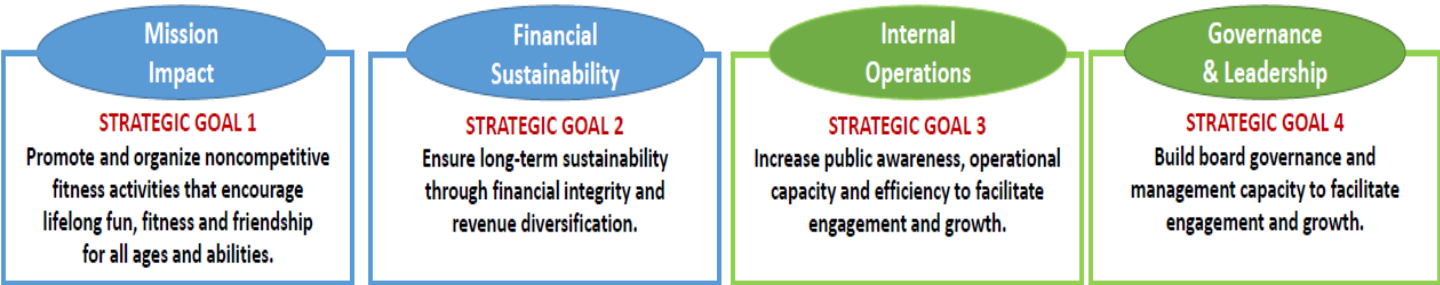 Mission
Impact
STRATEGIC GOAL 1
Promote and organize noncompetitive
fitness activities that encourage
lifelong fun, fitness and friendship
for all ages and abilities.
Financial
Sustainability
STRATEGIC GOAL 2
Ensure long-term sustainability
through financial integrity and
revenue diversification.
Internal
Operations
STRATEGIC GOAL 3
Increase public awareness, operational
capacity and efficiency to facilitate
engagement and growth.
Governance
& Leadership
STRATEGIC GOAL 4
Build board governance and
management capacity to facilitate
engagement and growth.